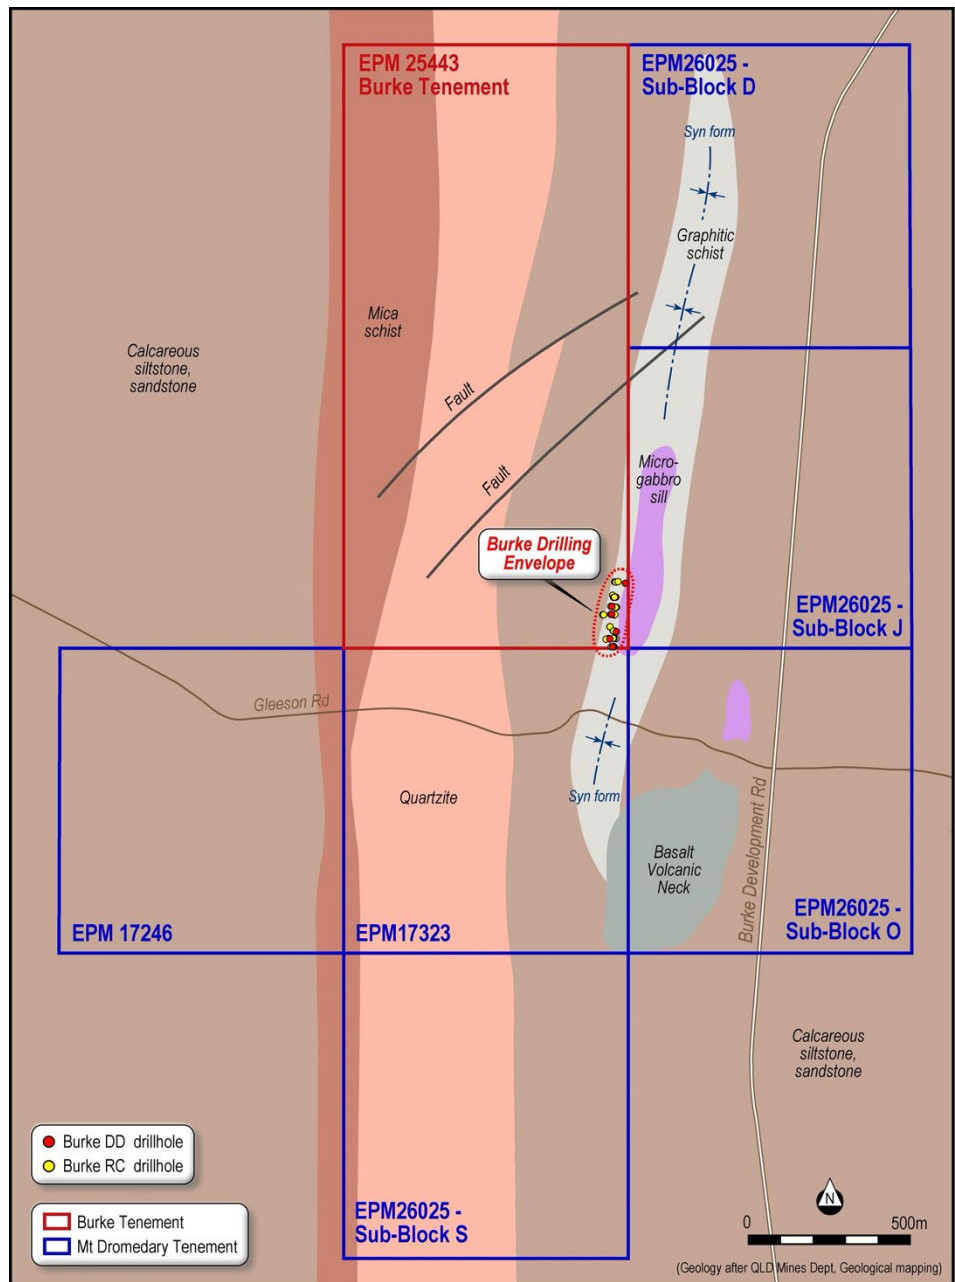 EPM 25443
Burke Tenement
EPM26025 -
Sub-Block D
Syn form
Graphitic
schist
Mica
schist
Calcareous
siltstone,
sandstone
Fault
Fault
Micro-
gabbro
sill
Burke Drilling
Envelope
EPM26025 -
Sub-Block J
Gleeson Rd
Syn form
Quartzite
Basalt
Volcanic
Neck
Burke Development Rd
EPM 17246
EPM17323
EPM26025 -
Sub-Block O
Calcareous
siltstone,
sandstone
Burke DD drillhole
Burke RC drillhole
Burke Tenement
Mt Dromedary Tenement
EPM26025 -
Sub-Block S
N
0 500m
(Geology after QLD Mines Dept, Geological mapping)